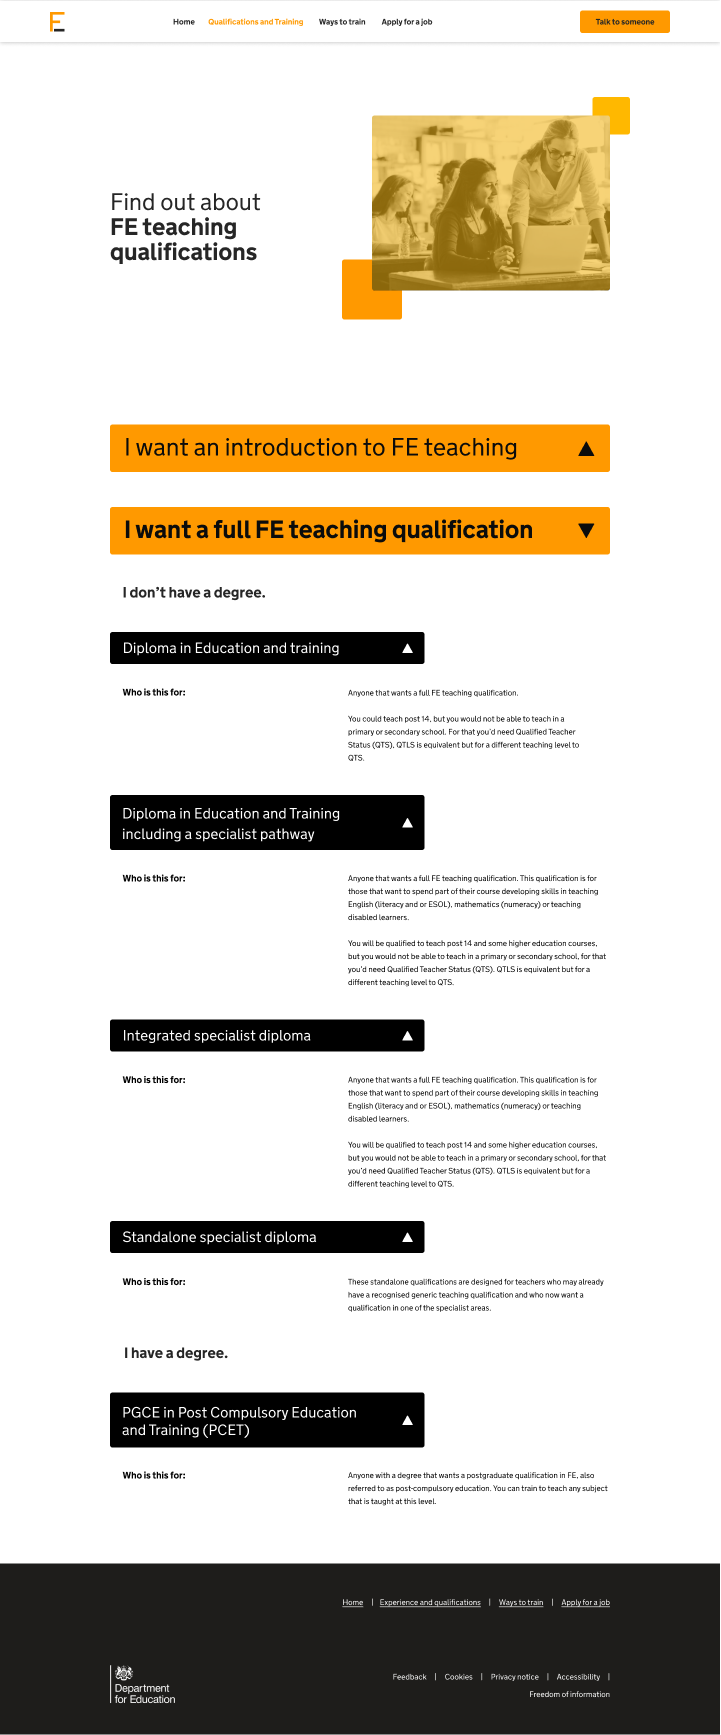 E
Home Qualifications and Training Ways to train Apply for a job Talk to someone
Find out about
FE teaching
qualifications
I want an introduction to FE teaching
I want a full FE teaching qualification
I don't have a degree.
Diploma in Education and training
Who is this for:
Anyone that wants a full FE teaching qualification.
You could teach post 14, but you would not be able to teach in a
primary or secondary school. For that you'd need Qualified Teacher
Status (QTS), QTLS is equivalent but for a different teaching level to
QTS.
Diploma in Education and Training
including a specialist pathway
Who is this for:
Anyone that wants a full FE teaching qualification. This qualification is for
those that want to spend part of their course developing skills in teaching
English (literacy and or ESOL), mathematics (numeracy) or teaching
disabled learners.
You will be qualified to teach post 14 and some higher education courses,
but you would not be able to teach in a primary or secondary school, for that
you'd need Qualified Teacher Status (QTS). QTLS is equivalent but for a
different teaching level to QTS.
Integrated specialist diploma
Who is this for:
Anyone that wants a full FE teaching qualification. This qualification is for
those that want to spend part of their course developing skills in teaching
English (literacy and or ESOL), mathematics (numeracy) or teaching
disabled learners.
You will be qualified to teach post 14 and some higher education courses,
but you would not be able to teach in a primary or secondary school, for that
you'd need Qualified Teacher Status (QTS). QTLS is equivalent but for a
different teaching level to QTS.
Standalone specialist diploma
Who is this for:
These standalone qualifications are designed for teachers who may already
have a recognised generic teaching qualification and who now want a
qualification in one of the specialist areas.
I have a degree.
PGCE in Post Compulsory Education
and Training (PCET)
Who is this for:
Anyone with a degree that wants a postgraduate qualification in FE, also
referred to as post-compulsory education. You can train to teach any subject
that is taught at this level.
Home | Experience and qualifications | Ways to train | Apply for a job
Department
for Education
Feedback | Cookies | Privacy notice | Accessibility |
Freedom of information